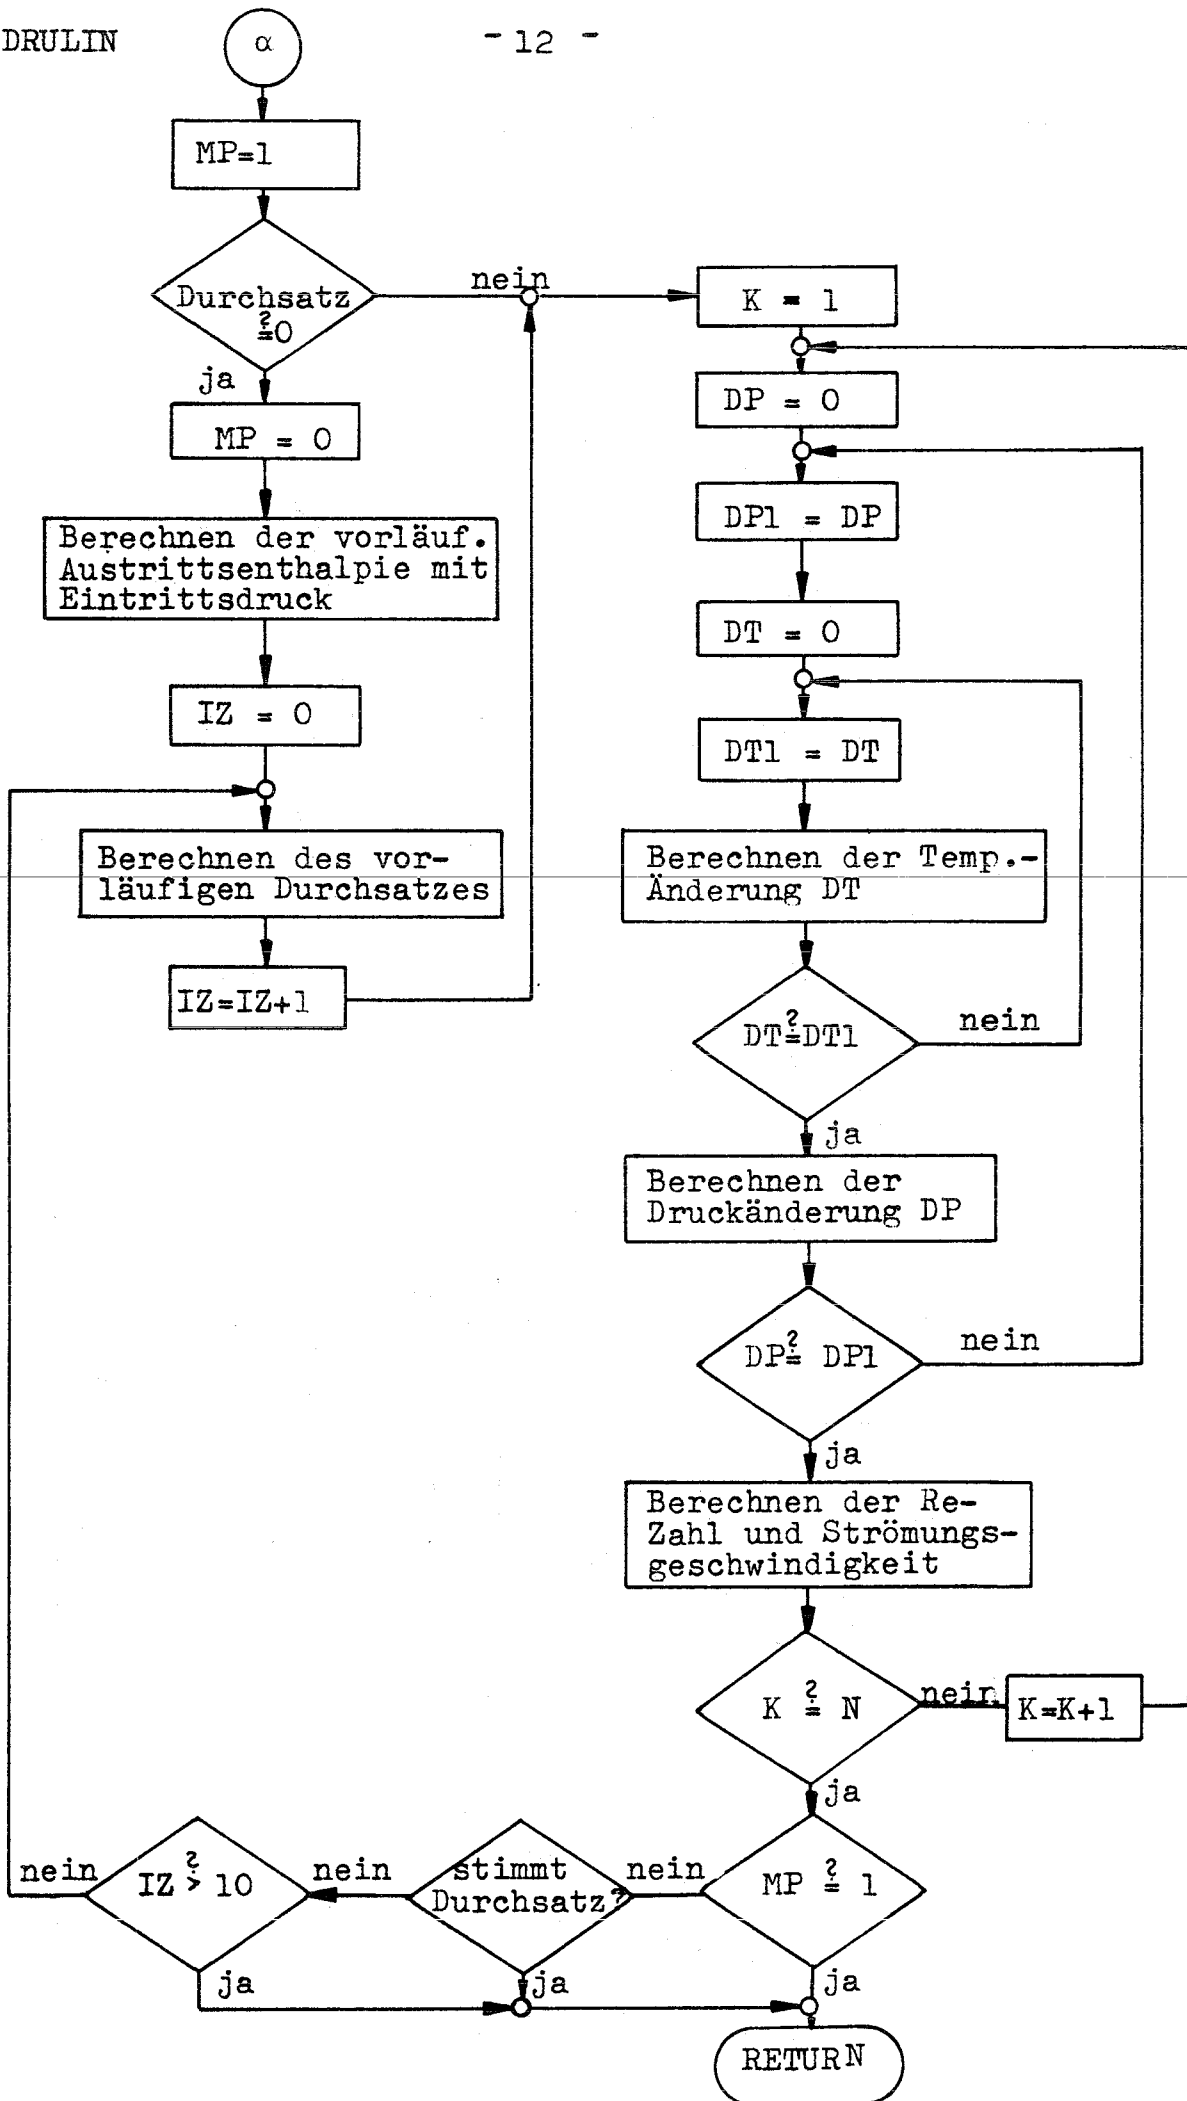 DRULIN
- 12 -
α
MP=1
Durchsatz
?
=0
nein
ja
MP = 0
Berechnen der vorläuf.
Austrittsenthalpie mit
Eintrittsdruck
IZ = 0
Berechnen des vor-
läufigen Durchsatzes
IZ=IZ+1
K = 1
DP = 0
DP1 = DP
DT = 0
DT1 = DT
Berechnen der Temp.-
Änderung DT
DT?=DT1
nein
ja
Berechnen der
Druckänderung DP
DP?= DP1
nein
ja
Berechnen der Re-
Zahl und Strömungs-
geschwindigkeit
K ?= N
nein
K=K+1
ja
MP ?= 1
nein
ja
stimmt
Durchsatz?
nein
ja
IZ ?> 10
nein
ja
RETURN